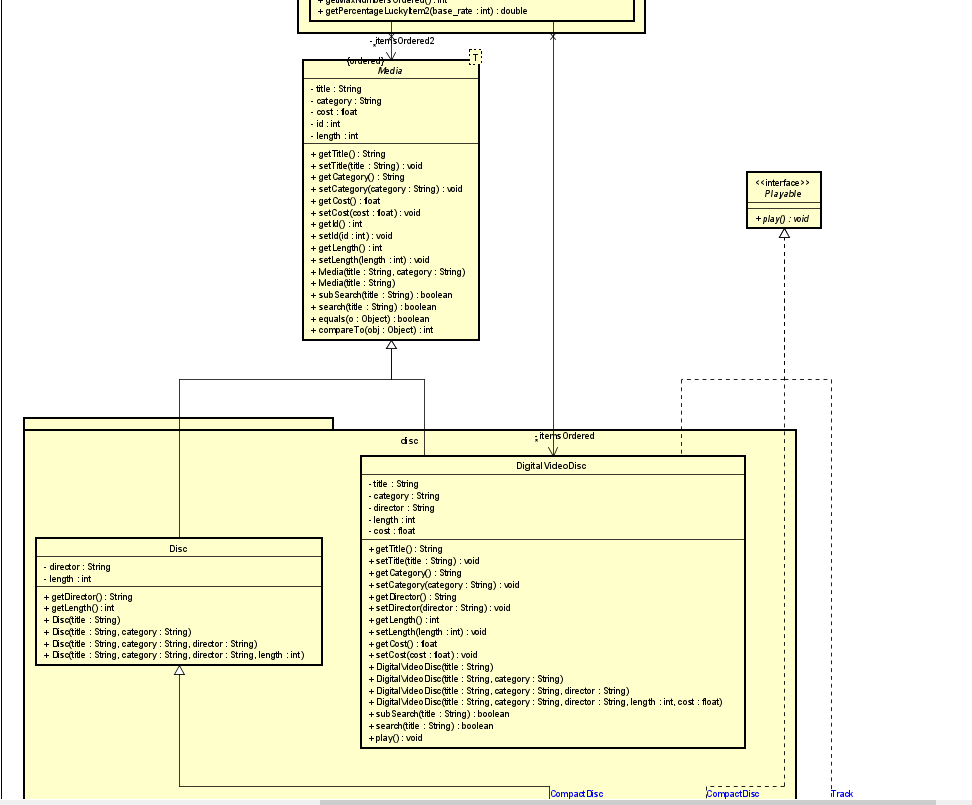 + getMaxNumbersOrdered() : int
+ getPercentageLuckyItem2(base_rate : int) : double
- itemsOrdered2
*
{ordered}
T
Media
- title : String
- category : String
- cost : float
- id : int
- length : int
+ getTitle() : String
+ setTitle(title : String) : void
+ getCategory() : String
+ setCategory(category : String) : void
+ getCost() : float
+ setCost(cost : float) : void
+ getId() : int
+ setId(id : int) : void
+ getLength() : int
+ setLength(length : int) : void
+ Media(title : String, category : String)
+ Media(title : String)
+ subSearch(title : String) : boolean
+ search(title : String) : boolean
+ equals(o : Object) : boolean
+ compareTo(obj : Object) : int
<<interface>>
Playable
+ play() : void
disc
- itemsOrdered
*
DigitalVideoDisc
- title : String
- category : String
- director : String
- length : int
- cost : float
+ getTitle() : String
+ setTitle(title : String) : void
+ getCategory() : String
+ setCategory(category : String) : void
+ getDirector() : String
+ setDirector(director : String) : void
+ getLength() : int
+ setLength(length : int) : void
+ getCost() : float
+ setCost(cost : float) : void
+ DigitalVideoDisc(title : String)
+ DigitalVideoDisc(title : String, category : String)
+ DigitalVideoDisc(title : String, category : String, director : String)
+ DigitalVideoDisc(title : String, category : String, director : String, length : int, cost : float)
+ subSearch(title : String) : boolean
+ search(title : String) : boolean
+ play() : void
Disc
- director : String
- length : int
+ getDirector() : String
+ getLength() : int
+ Disc(title : String)
+ Disc(title : String, category : String)
+ Disc(title : String, category : String, director : String)
+ Disc(title : String, category : String, director : String, length : int)
CompactDisc
CompactDisc
Track